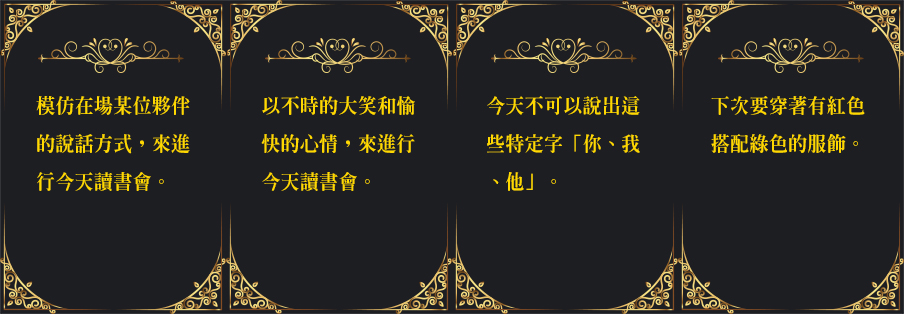 模仿在場某位夥伴
的說話方式，來進
行今天讀書會。
以不時的大笑和愉
快的心情，來進行
今天讀書會。
今天不可以說出這
些特定字「你、我
、他」。
下次要穿著有紅色
搭配綠色的服飾。